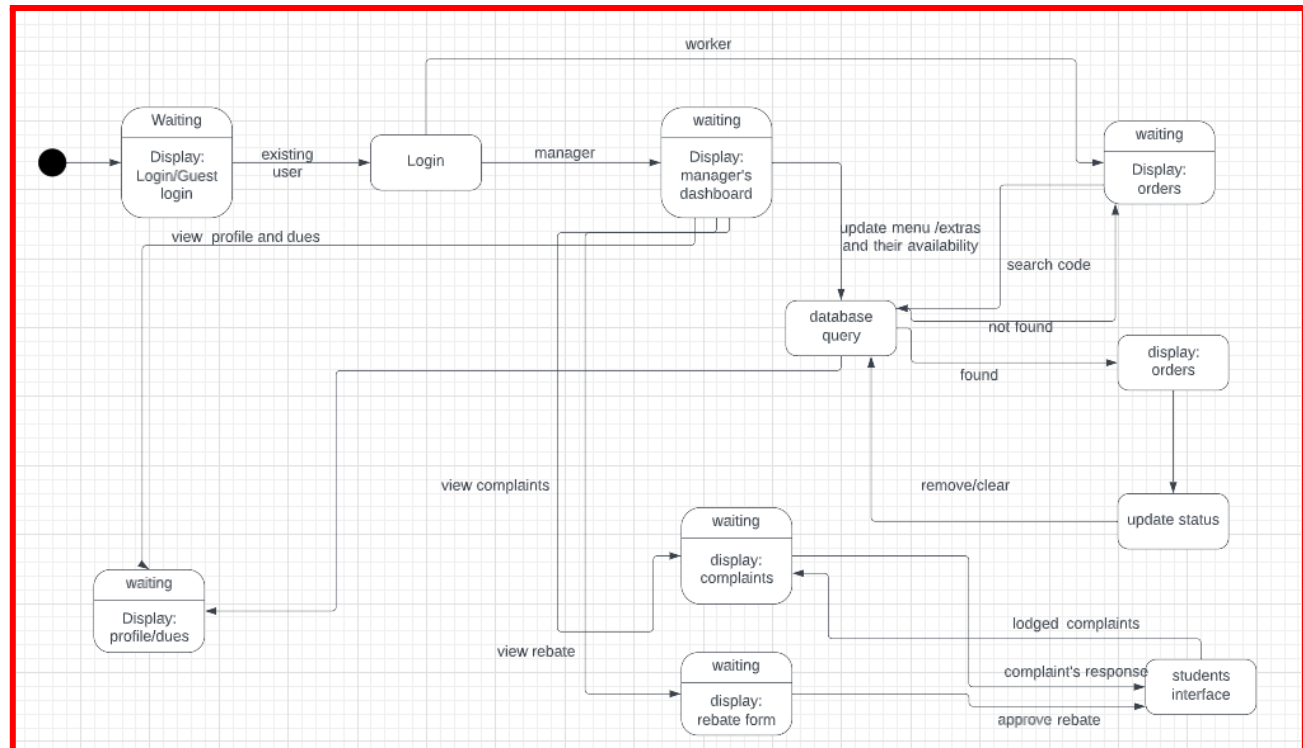 worker
Waiting
Display:
Login/Guest
login
existing
user
Login
manager
waiting
Display:
manager's
dashboard
waiting
Display:
orders
view profile and dues
update menu /extras
and their availability
search code
database
query
not found
found
display:
orders
view complaints
remove/clear
update status
waiting
display:
complaints
waiting
Display:
profile/dues
lodged complaints
view rebate
waiting
display:
rebate form
complaint's response
students
interface
approve rebate